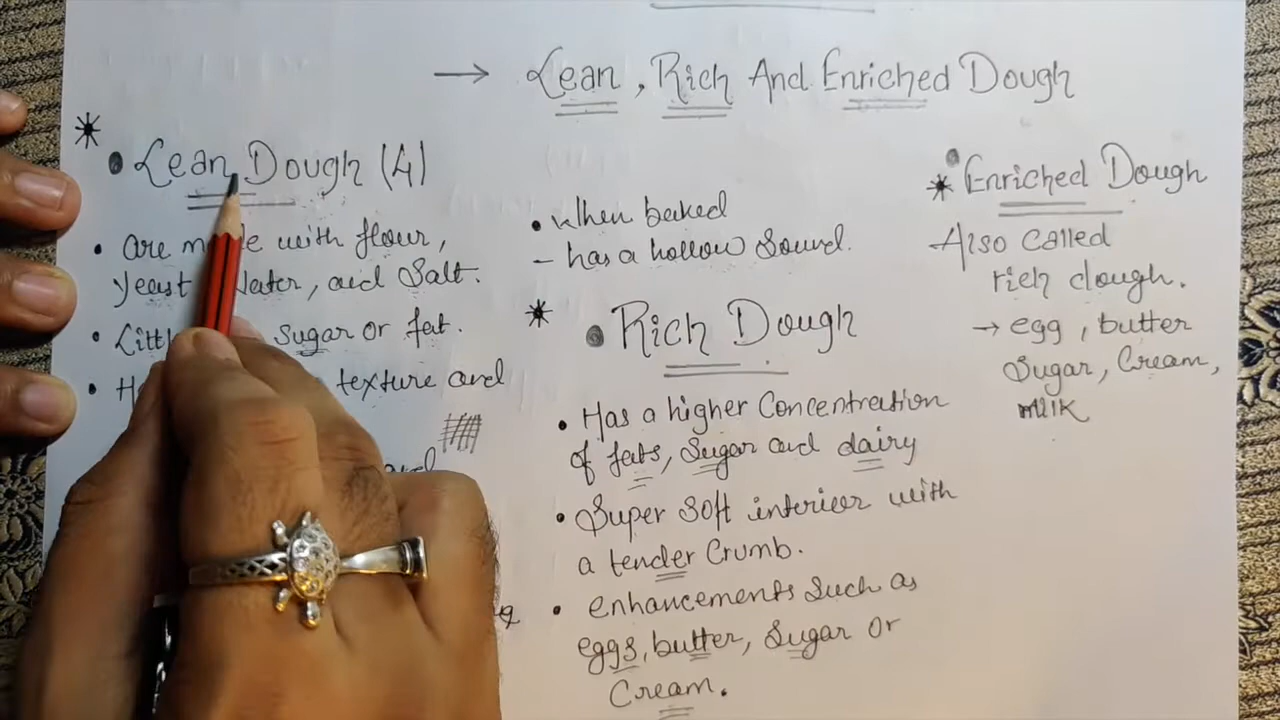 → Lean, Rich And Enriched Dough
• Lean Dough (4)
• are made with flour,
yeast Water, and Salt.
• Little Sugar or fat.
• texture and
• When baked
- has a hollow Sound.
• Rich Dough
• Has a higher Concentration
of fats, Sugar and dairy
• Super Soft interior with
a tender Crumb.
• enhancements Such as
eggs, butter, Sugar or
Cream.
• Enriched Dough
Also Called
rich dough.
→ egg, butter
Sugar, Cream,
milk